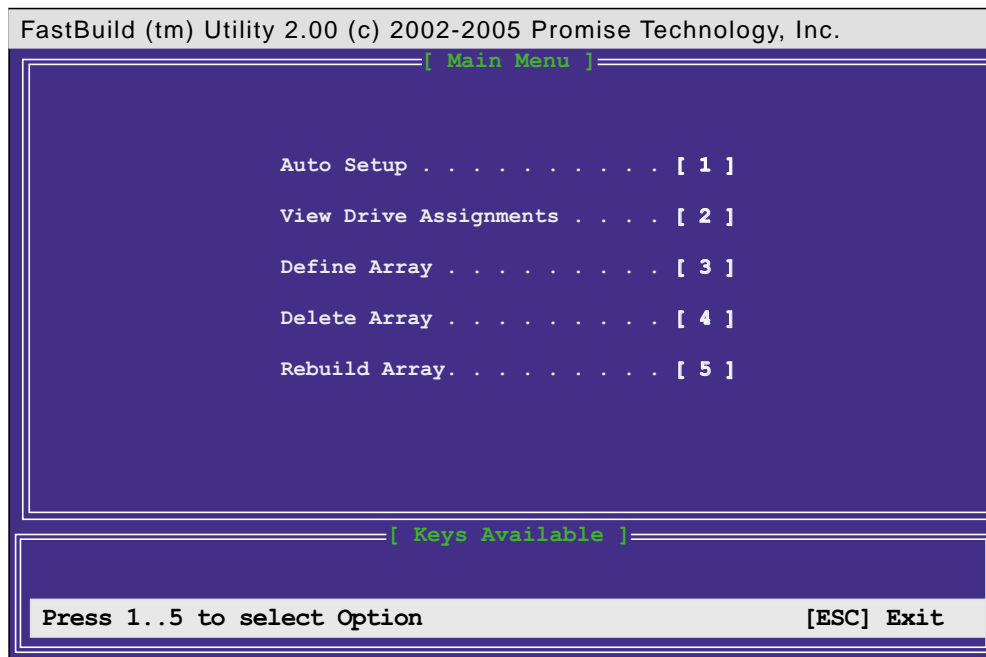 FastBuild (tm) Utility 2.00 (c) 2002-2005 Promise Technology, Inc.
[ Main Menu ]
Auto Setup . . . . . . . . . . [ 1 ]
View Drive Assignments . . . . [ 2 ]
Define Array . . . . . . . . . [ 3 ]
Delete Array . . . . . . . . . [ 4 ]
Rebuild Array. . . . . . . . . [ 5 ]
[ Keys Available ]
Press 1..5 to select Option [ESC] Exit